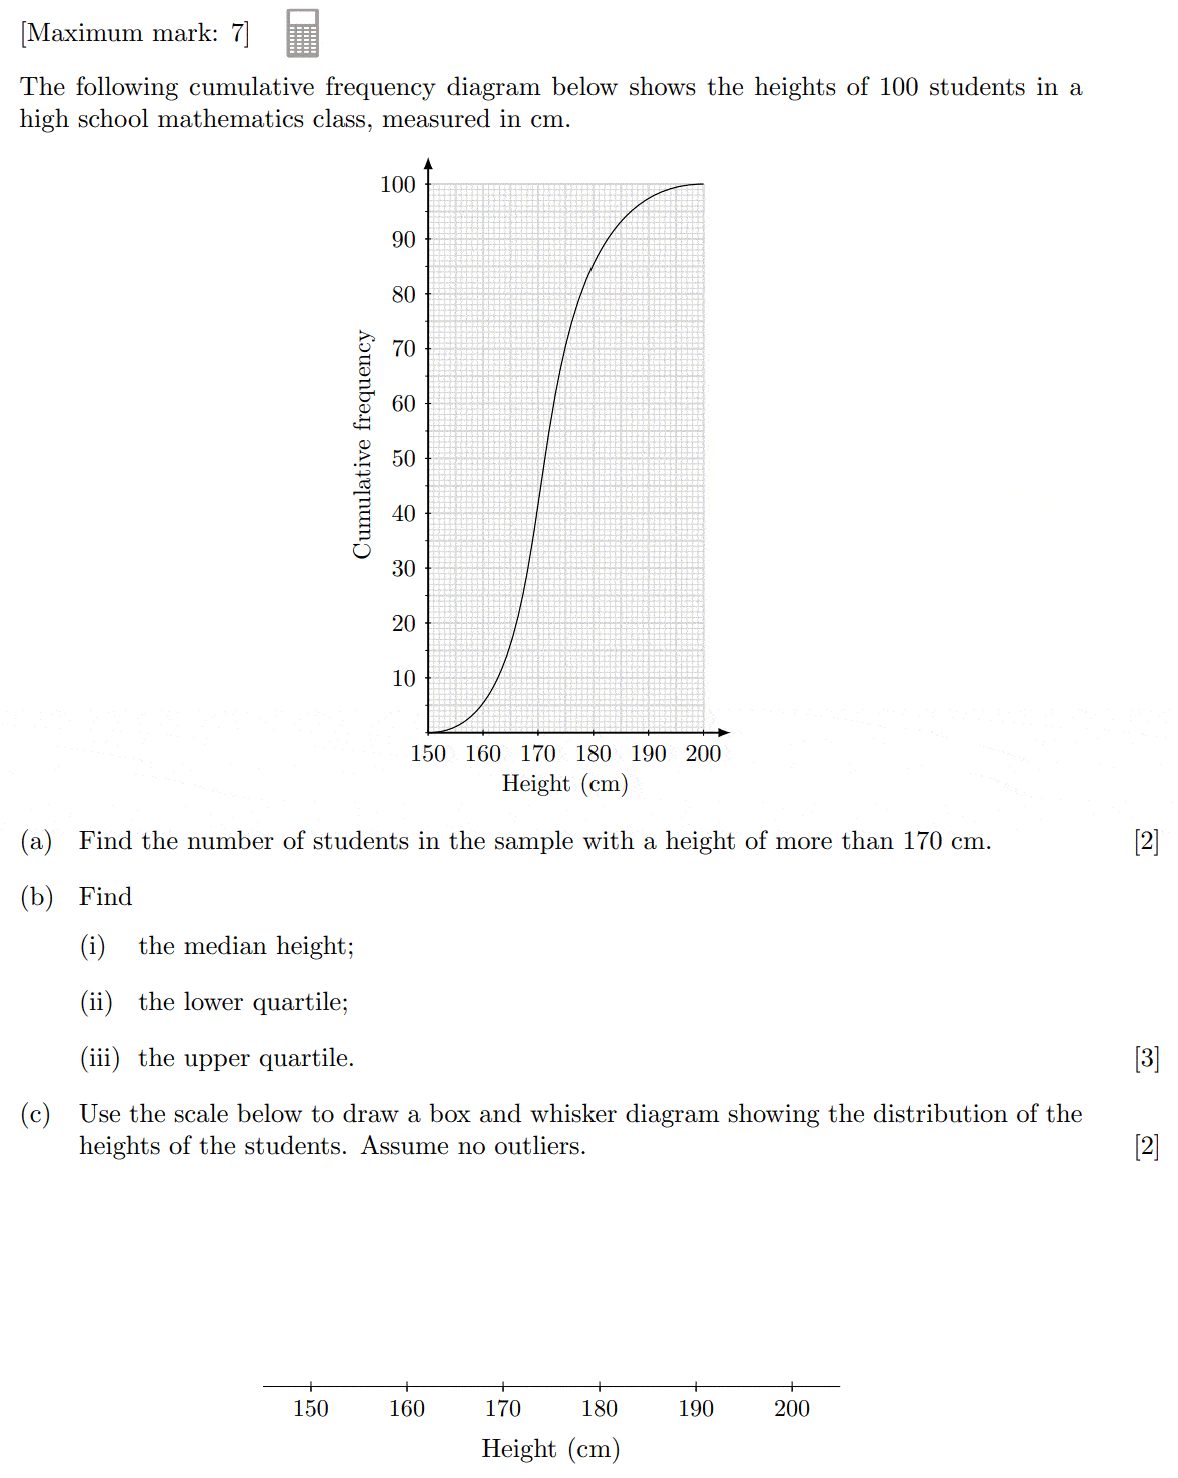 [Maximum mark: 7]
The following cumulative frequency diagram below shows the heights of 100 students in a
high school mathematics class, measured in cm.
100
90
80
70
60
50
40
30
20
10
Cumulative frequency
150 160 170 180 190 200
Height (cm)
(a) Find the number of students in the sample with a height of more than 170 cm. [2]
(b) Find
(i) the median height;
(ii) the lower quartile;
(iii) the upper quartile. [3]
(c) Use the scale below to draw a box and whisker diagram showing the distribution of the
heights of the students. Assume no outliers. [2]
150 160 170 180 190 200
Height (cm)